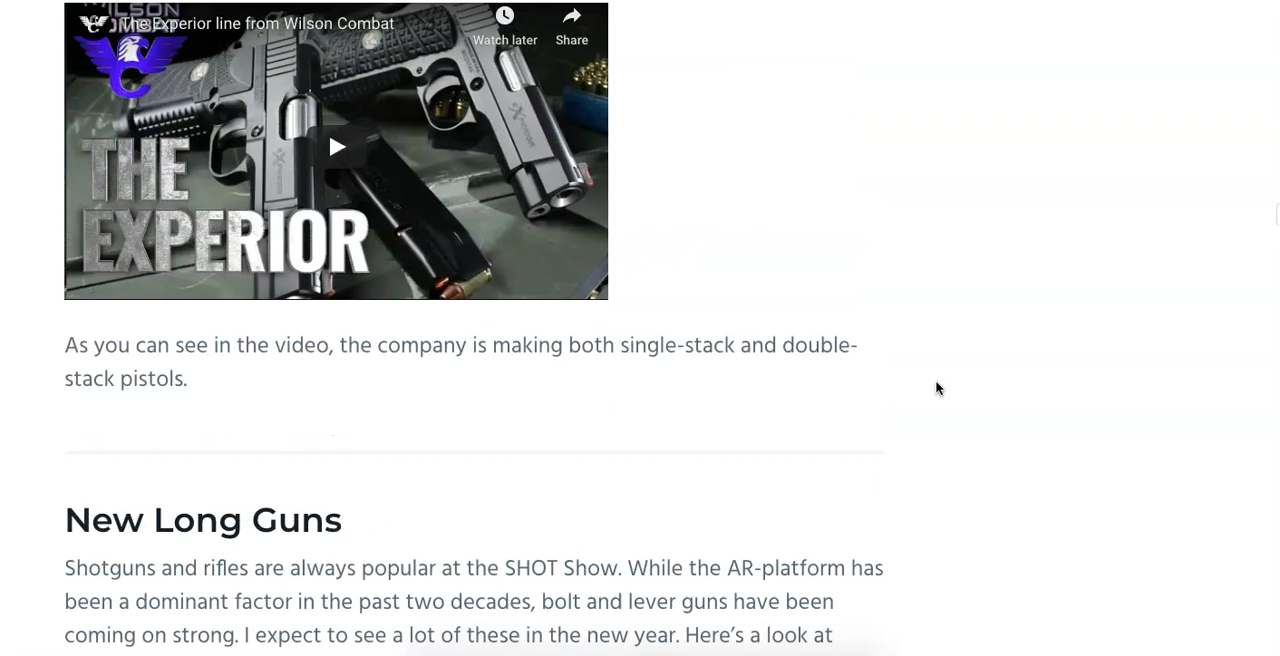 WILSON
COMBAT
The Experior line from Wilson Combat
Watch later
Share
THE
EXPERIOR
As you can see in the video, the company is making both single-stack and double-
stack pistols.
New Long Guns
Shotguns and rifles are always popular at the SHOT Show. While the AR-platform has
been a dominant factor in the past two decades, bolt and lever guns have been
coming on strong. I expect to see a lot of these in the new year. Here’s a look at